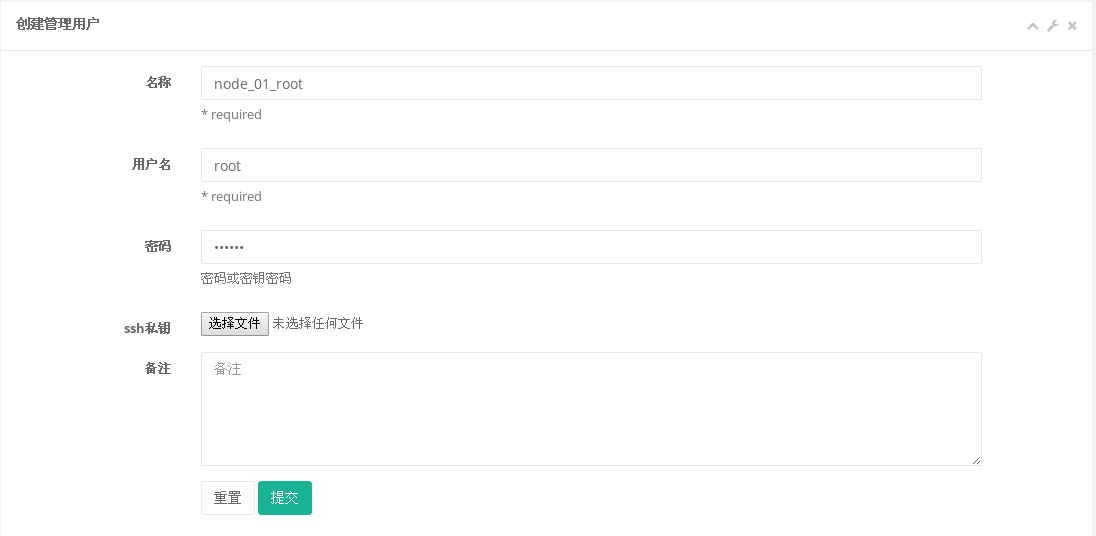 创建管理用户
名称
node_01_root
* required
用户名
root
* required
密码
••••••
密码或密钥密码
ssh私钥
选择文件 未选择任何文件
备注
备注
重置 提交